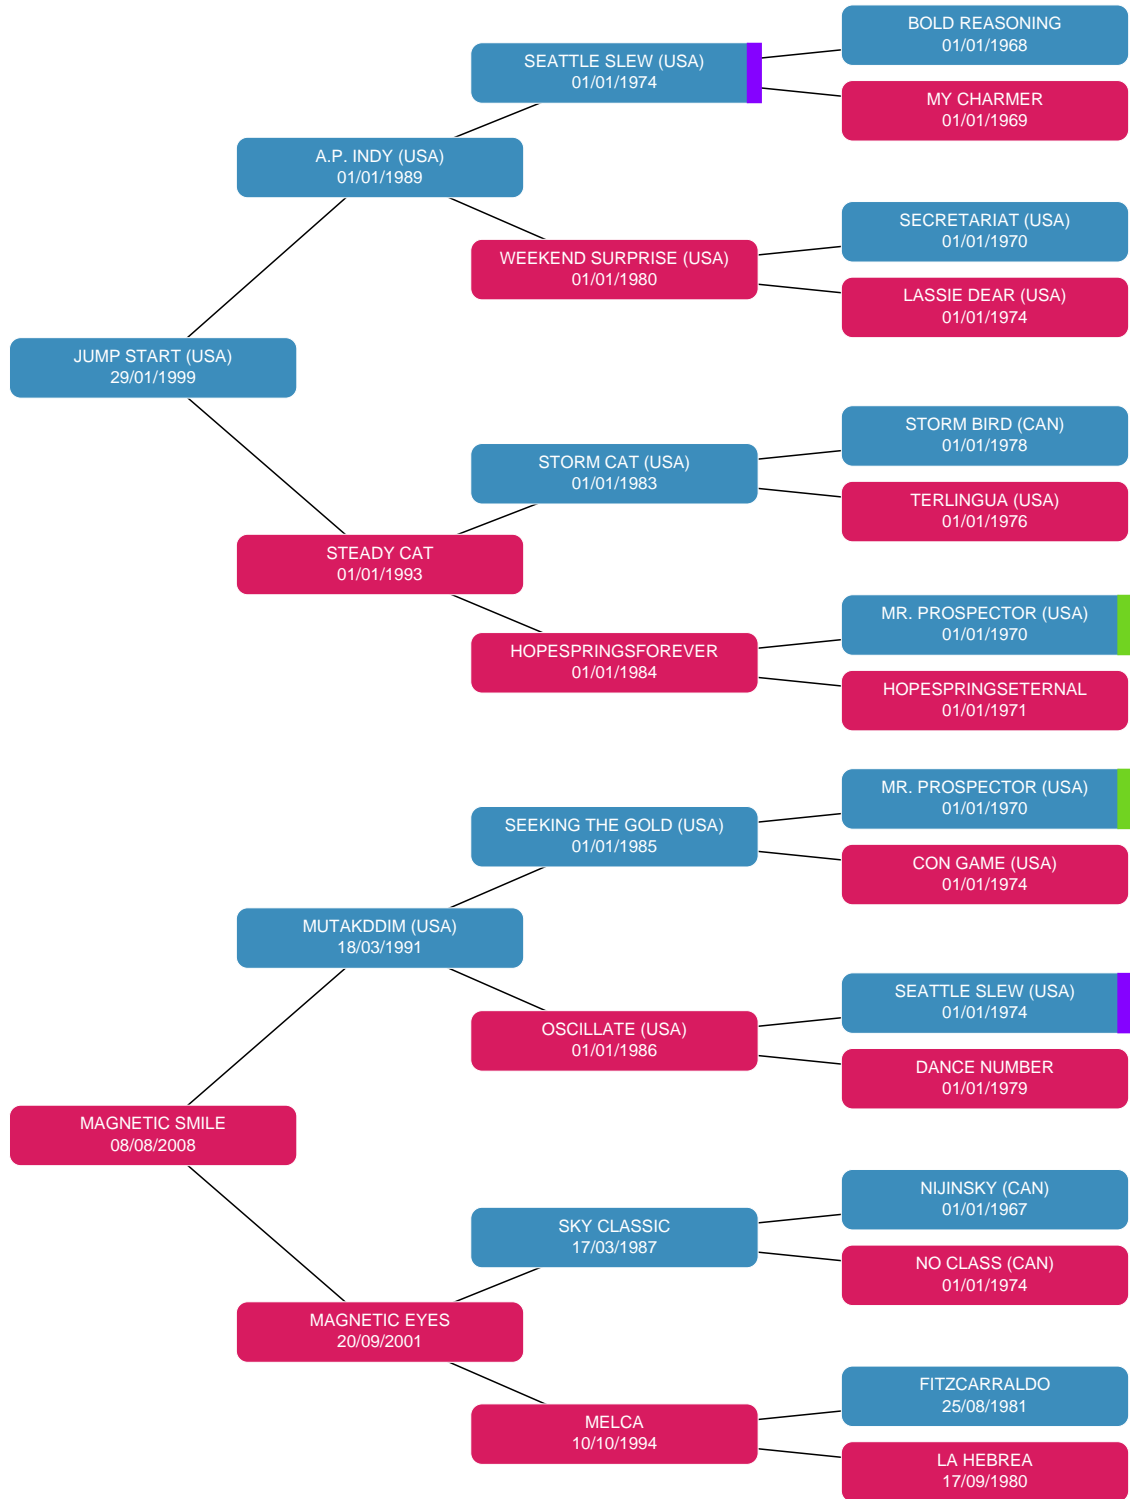 BOLD REASONING
01/01/1968
SEATTLE SLEW (USA)
01/01/1974
MY CHARMER
01/01/1969
A.P. INDY (USA)
01/01/1989
SECRETARIAT (USA)
01/01/1970
WEEKEND SURPRISE (USA)
01/01/1980
LASSIE DEAR (USA)
01/01/1974
JUMP START (USA)
29/01/1999
STORM BIRD (CAN)
01/01/1978
STORM CAT (USA)
01/01/1983
TERLINGUA (USA)
01/01/1976
STEADY CAT
01/01/1993
MR. PROSPECTOR (USA)
01/01/1970
HOPESPRINGSFOREVER
01/01/1984
HOPESPRINGSETERNAL
01/01/1971
MR. PROSPECTOR (USA)
01/01/1970
SEEKING THE GOLD (USA)
01/01/1985
CON GAME (USA)
01/01/1974
MUTAKDDIM (USA)
18/03/1991
SEATTLE SLEW (USA)
01/01/1974
OSCILLATE (USA)
01/01/1986
DANCE NUMBER
01/01/1979
MAGNETIC SMILE
08/08/2008
NIJINSKY (CAN)
01/01/1967
SKY CLASSIC
17/03/1987
NO CLASS (CAN)
01/01/1974
MAGNETIC EYES
20/09/2001
FITZCARRALDO
25/08/1981
MELCA
10/10/1994
LA HEBREA
17/09/1980